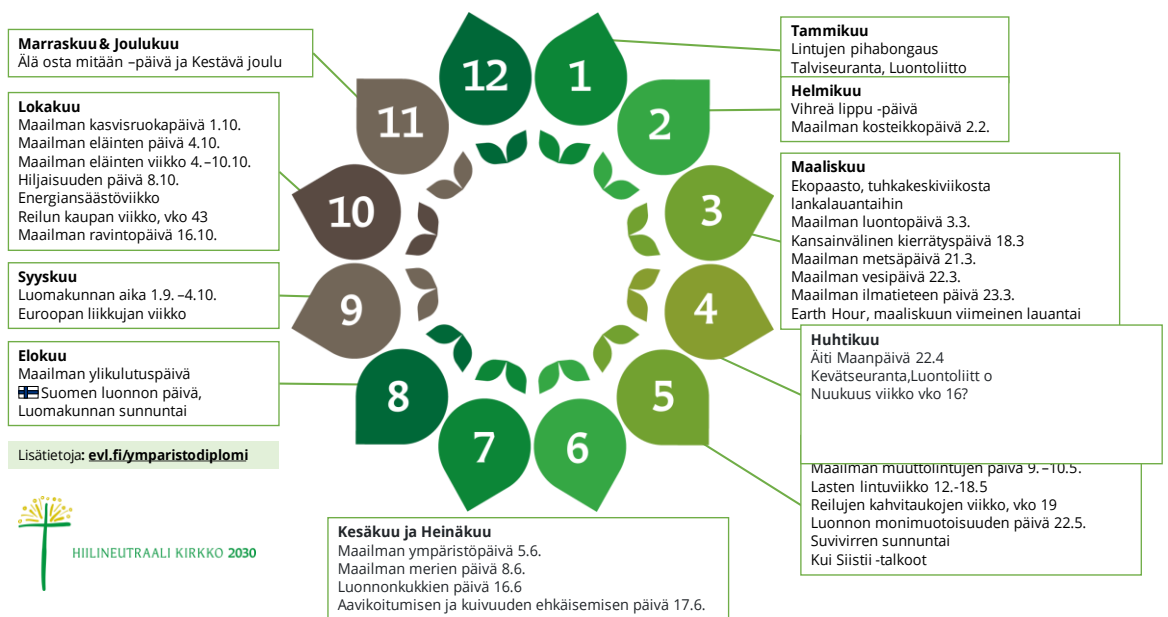 Marraskuu & Joulukuu
Älä osta mitään –päivä ja Kestävä joulu
Lokakuu
Maailman kasvisruokapäivä 1.10.
Maailman eläinten päivä 4.10.
Maailman eläinten viikko 4.–10.10.
Hiljaisuuden päivä 8.10.
Energiansäästöviikko
Reilun kaupan viikko, vko 43
Maailman ravintopäivä 16.10.
Syyskuu
Luomakunnan aika 1.9. –4.10.
Euroopan liikkujan viikko
Elokuu
Maailman ylikulutuspäivä
Suomen luonnon päivä,
Luomakunnan sunnuntai
Lisätietoja: evl.fi/ymparistodiplomi
HIILINEUTRAALI KIRKKO 2030
12
1
2
3
4
5
6
7
8
9
10
11
Tammikuu
Lintujen pihabongaus
Talviseuranta, Luontoliitto
Helmikuu
Vihreä lippu -päivä
Maailman kosteikkopäivä 2.2.
Maaliskuu
Ekopaasto, tuhkakeskiviikosta
lankalauantaihin
Maailman luontopäivä 3.3.
Kansainvälinen kierrätyspäivä 18.3
Maailman metsäpäivä 21.3.
Maailman vesipäivä 22.3.
Maailman ilmatieteen päivä 23.3.
Earth Hour, maaliskuun viimeinen lauantai
Huhtikuu
Äiti Maanpäivä 22.4
Kevätseuranta,Luontoliitt o
Nuukuus viikko vko 16?
Maailman muuttolintujen päivä 9.–10.5.
Lasten lintuviikko 12.-18.5
Reilujen kahvitaukojen viikko, vko 19
Luonnon monimuotoisuuden päivä 22.5.
Suvivirren sunnuntai
Kui Siistii -talkoot
Kesäkuu ja Heinäkuu
Maailman ympäristöpäivä 5.6.
Maailman merien päivä 8.6.
Luonnonkukkien päivä 16.6
Aavikoitumisen ja kuivuuden ehkäisemisen päivä 17.6.